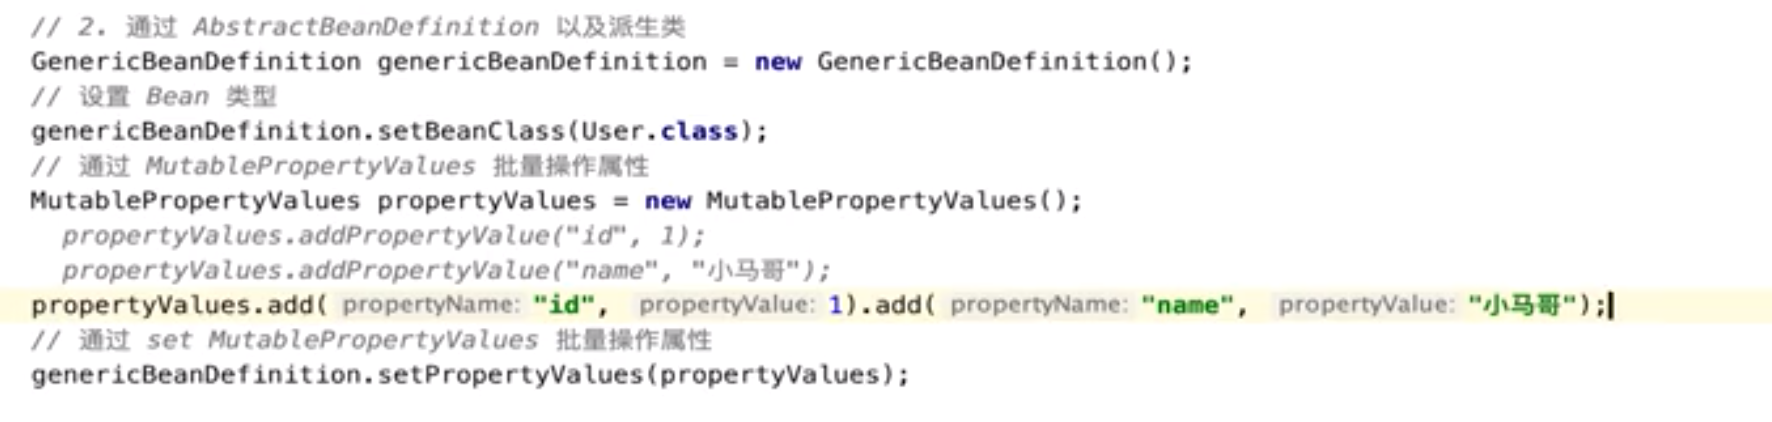 // 2. 通过 AbstractBeanDefinition 以及派生类
GenericBeanDefinition genericBeanDefinition = new GenericBeanDefinition();
// 设置 Bean 类型
genericBeanDefinition.setBeanClass(User.class);
// 通过 MutablePropertyValues 批量操作属性
MutablePropertyValues propertyValues = new MutablePropertyValues();
propertyValues.addPropertyValue("id", 1);
propertyValues.addPropertyValue("name", "小马哥");
propertyValues.add( propertyName: "id", propertyValue: 1).add( propertyName: "name", propertyValue: "小马哥");
// 通过 set MutablePropertyValues 批量操作属性
genericBeanDefinition.setPropertyValues(propertyValues);